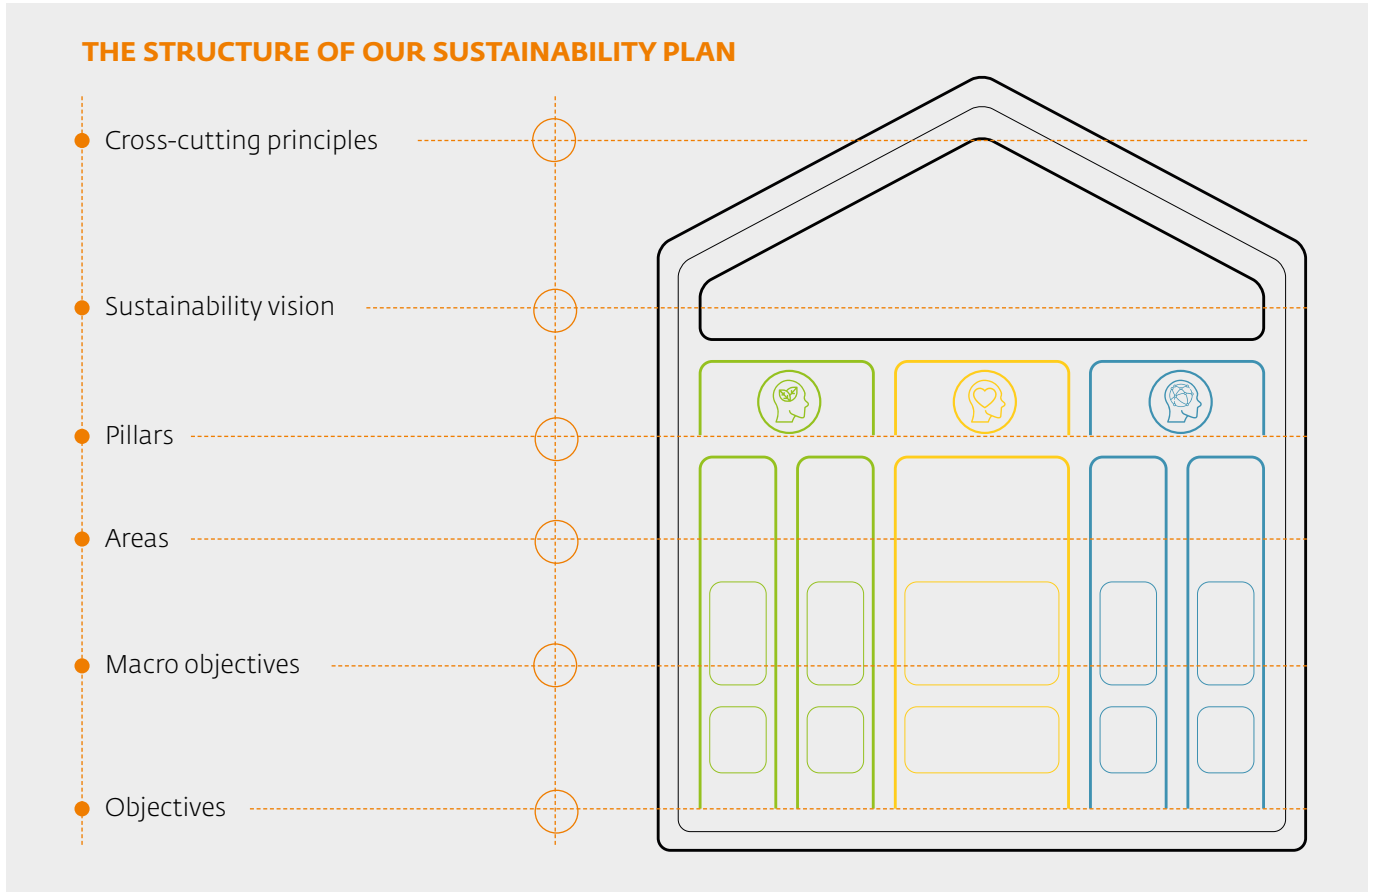 THE STRUCTURE OF OUR SUSTAINABILITY PLAN
Cross-cutting principles
Sustainability vision
Pillars
Areas
Macro objectives
Objectives